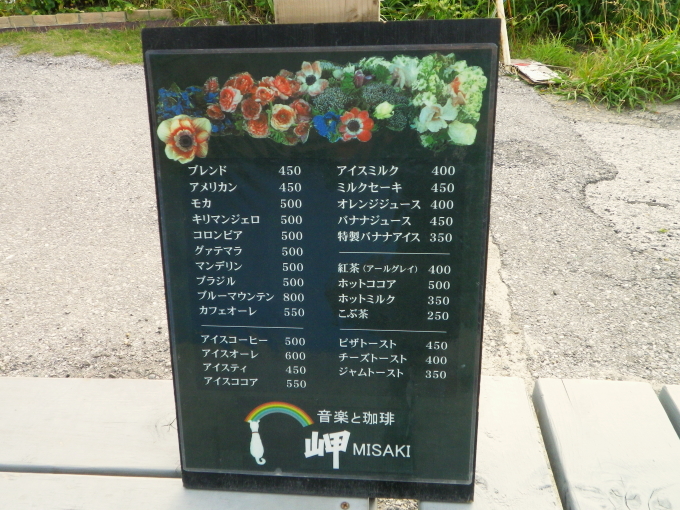 ブレンド 450
アメリカン 450
モカ 500
キリマンジェロ 500
コロンビア 500
グァテマラ 500
マンデリン 500
ブラジル 500
ブルーマウンテン 800
カフェオーレ 550
アイスコーヒー 500
アイスオーレ 600
アイスティ 450
アイスココア 550
アイスミルク 400
ミルクセーキ 450
オレンジジュース 400
バナナジュース 450
特製バナナアイス 350
紅茶(アールグレイ) 400
ホットココア 500
ホットミルク 350
こぶ茶 250
ピザトースト 450
チーズトースト 400
ジャムトースト 350
音楽と珈琲
岬 MISAKI